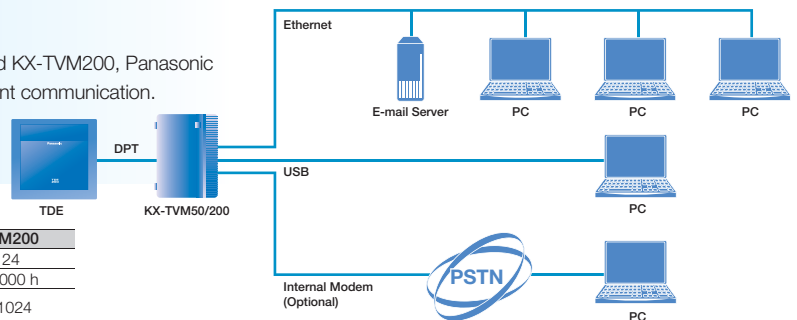 Ethernet
d KX-TVM200, Panasonic
nt communication.
E-mail Server
PC
PC
PC
DPT
Panasonic
USB
TDE
KX-TVM50/200
PC
M200
24
000 h
1024
Internal Modem
(Optional)
PSTN
PC